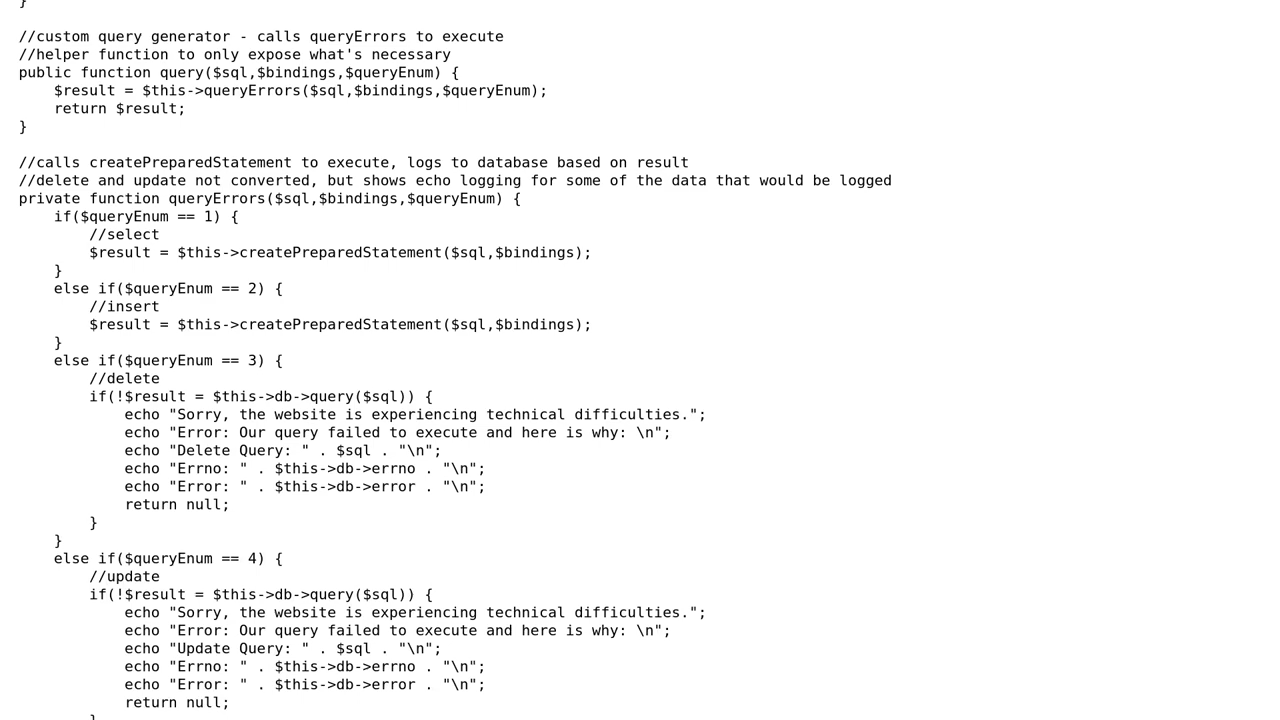 }
//custom query generator - calls queryErrors to execute
//helper function to only expose what's necessary
public function query($sql,$bindings,$queryEnum) {
    $result = $this->queryErrors($sql,$bindings,$queryEnum);
    return $result;
}
//calls createPreparedStatement to execute, logs to database based on result
//delete and update not converted, but shows echo logging for some of the data that would be logged
private function queryErrors($sql,$bindings,$queryEnum) {
    if($queryEnum == 1) {
        //select
        $result = $this->createPreparedStatement($sql,$bindings);
    }
    else if($queryEnum == 2) {
        //insert
        $result = $this->createPreparedStatement($sql,$bindings);
    }
    else if($queryEnum == 3) {
        //delete
        if(!$result = $this->db->query($sql)) {
            echo "Sorry, the website is experiencing technical difficulties.";
            echo "Error: Our query failed to execute and here is why: \n";
            echo "Delete Query: " . $sql . "\n";
            echo "Errno: " . $this->db->errno . "\n";
            echo "Error: " . $this->db->error . "\n";
            return null;
        }
    }
    else if($queryEnum == 4) {
        //update
        if(!$result = $this->db->query($sql)) {
            echo "Sorry, the website is experiencing technical difficulties.";
            echo "Error: Our query failed to execute and here is why: \n";
            echo "Update Query: " . $sql . "\n";
            echo "Errno: " . $this->db->errno . "\n";
            echo "Error: " . $this->db->error . "\n";
            return null;
        }